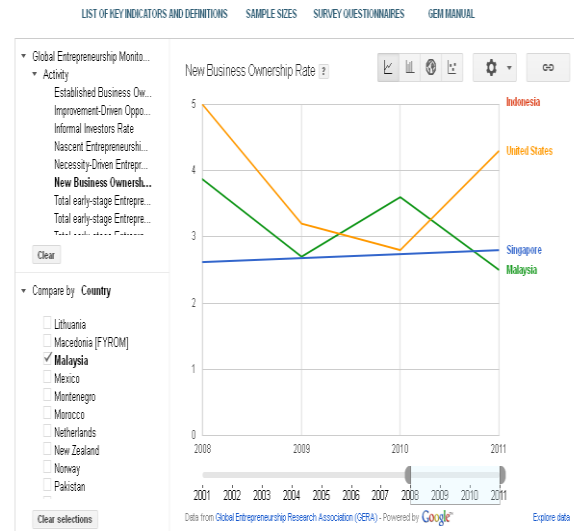 LIST OF KEY INDICATORS AND DEFINITIONS SAMPLE SIZES SURVEY QUESTIONNAIRES GEM MANUAL
Global Entrepreneurship Monito...
Activity
Established Business Ow...
Improvement-Driven Oppo...
Informal Investors Rate
Nascent Entrepreneurshi...
Necessity-Driven Entrepr...
New Business Ownersh...
Total early-stage Entrepre...
Total early-stage Entrepre...
Clear
Compare by Country
Lithuania
Macedonia [FYROM]
Malaysia
Mexico
Montenegro
Morocco
Netherlands
New Zealand
Norway
Pakistan
Clear selections
New Business Ownership Rate ?
5
4
3
2
1
0
Indonesia
United States
Singapore
Malaysia
2008 2009 2010 2011
2001 2002 2003 2004 2005 2006 2007 2008 2009 2010 2011
Data from Global Entrepreneurship Research Association (GERA) - Powered by Google Explore data